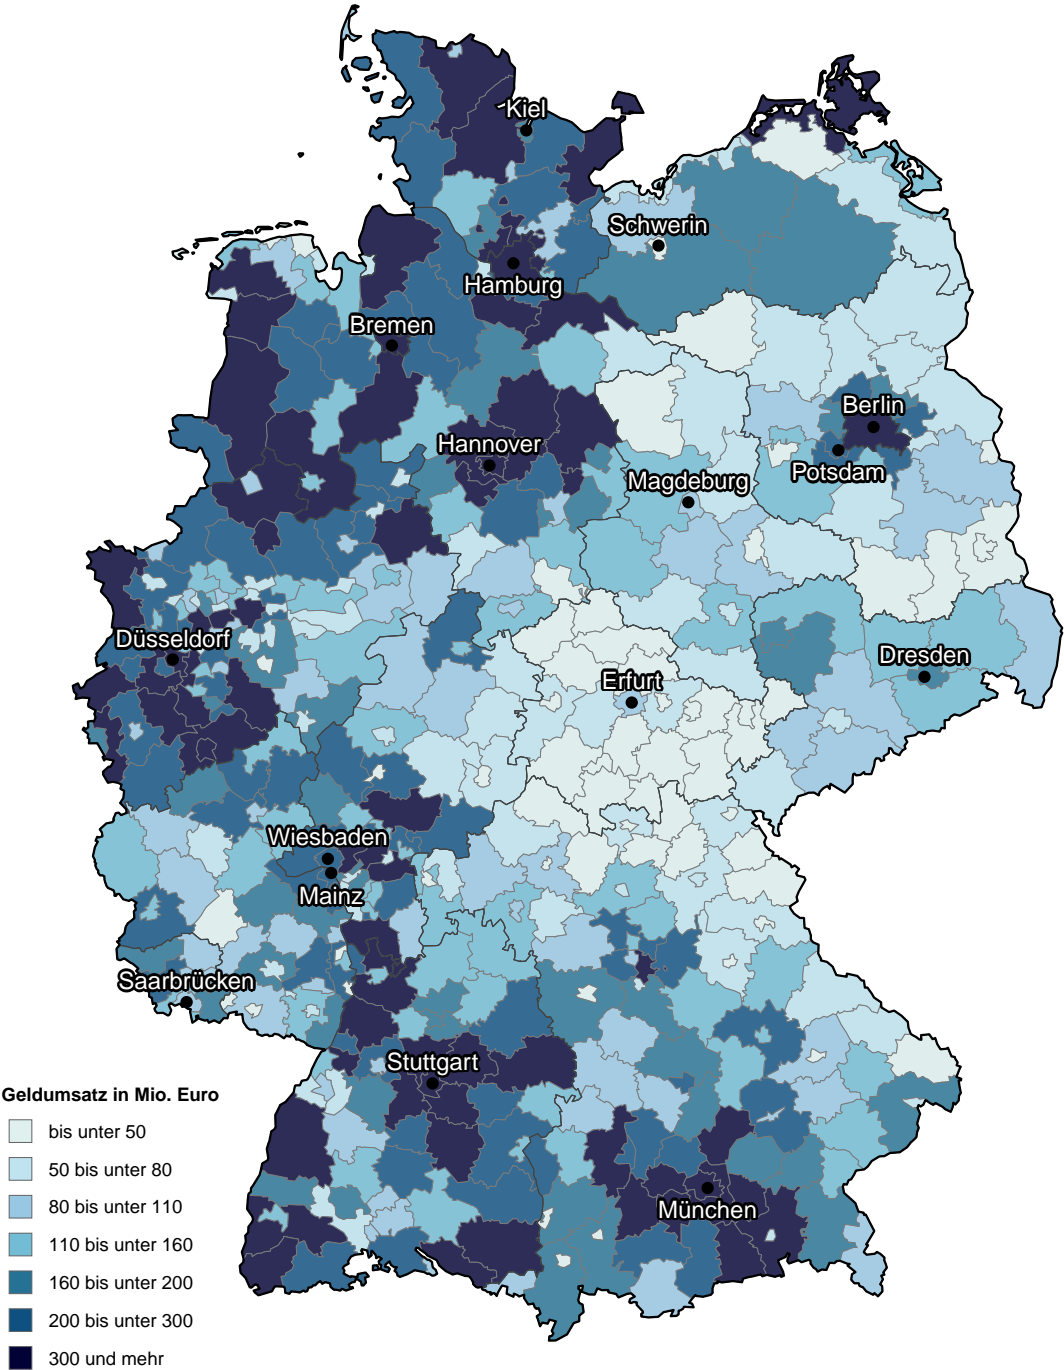 Kiel
Schwerin
Hamburg
Bremen
Berlin
Hannover
Potsdam
Magdeburg
Düsseldorf
Dresden
Erfurt
Wiesbaden
Mainz
Saarbrücken
Stuttgart
München
Geldumsatz in Mio. Euro
bis unter 50
50 bis unter 80
80 bis unter 110
110 bis unter 160
160 bis unter 200
200 bis unter 300
300 und mehr